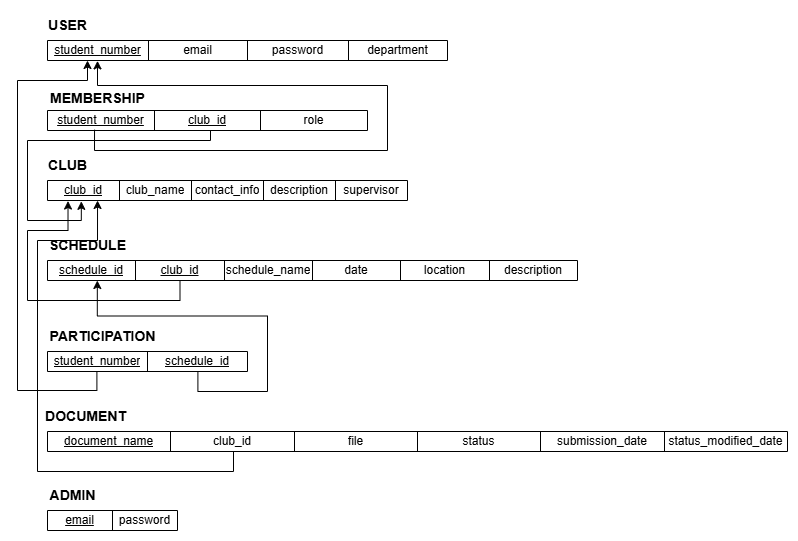 USER
student_number email password department
MEMBERSHIP
student_number club_id role
CLUB
club_id club_name contact_info description supervisor
SCHEDULE
schedule_id club_id schedule_name date location description
PARTICIPATION
student_number schedule_id
DOCUMENT
document_name club_id file status submission_date status_modified_date
ADMIN
email password